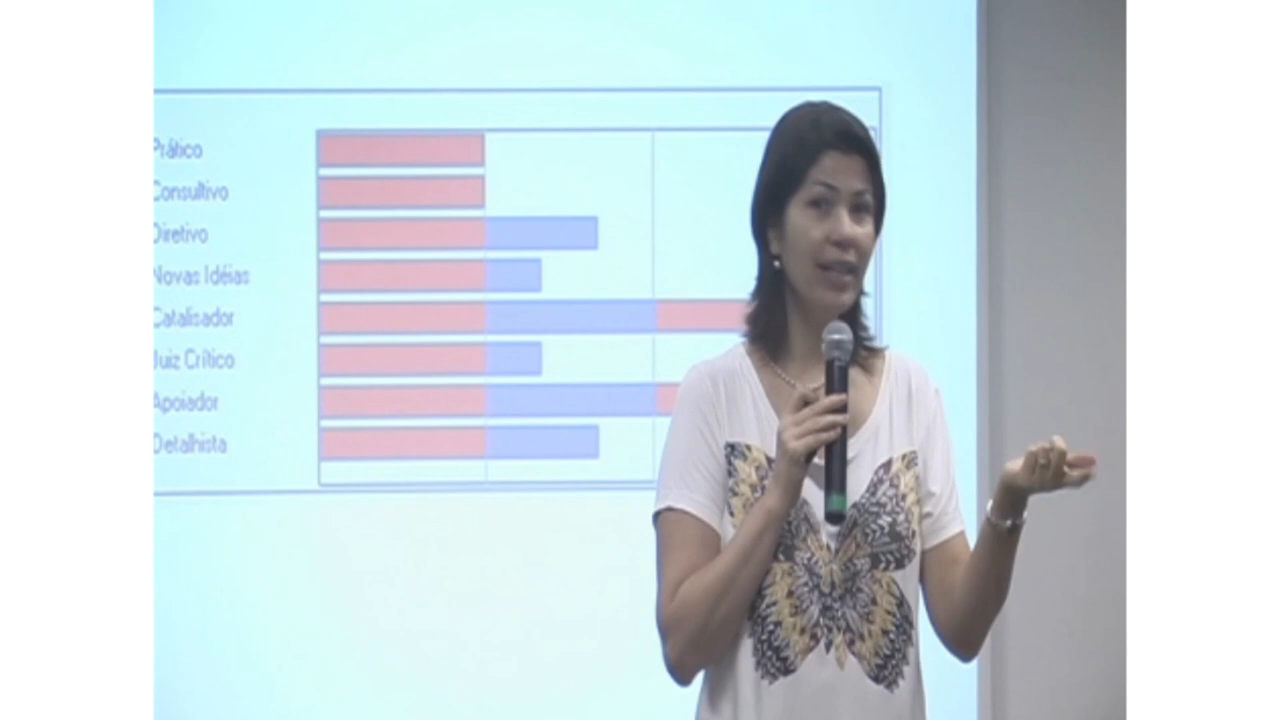 Prático
Consultivo
Diretivo
Novas Idéias
Catalisador
Juiz Crítico
Apoiador
Detalhista